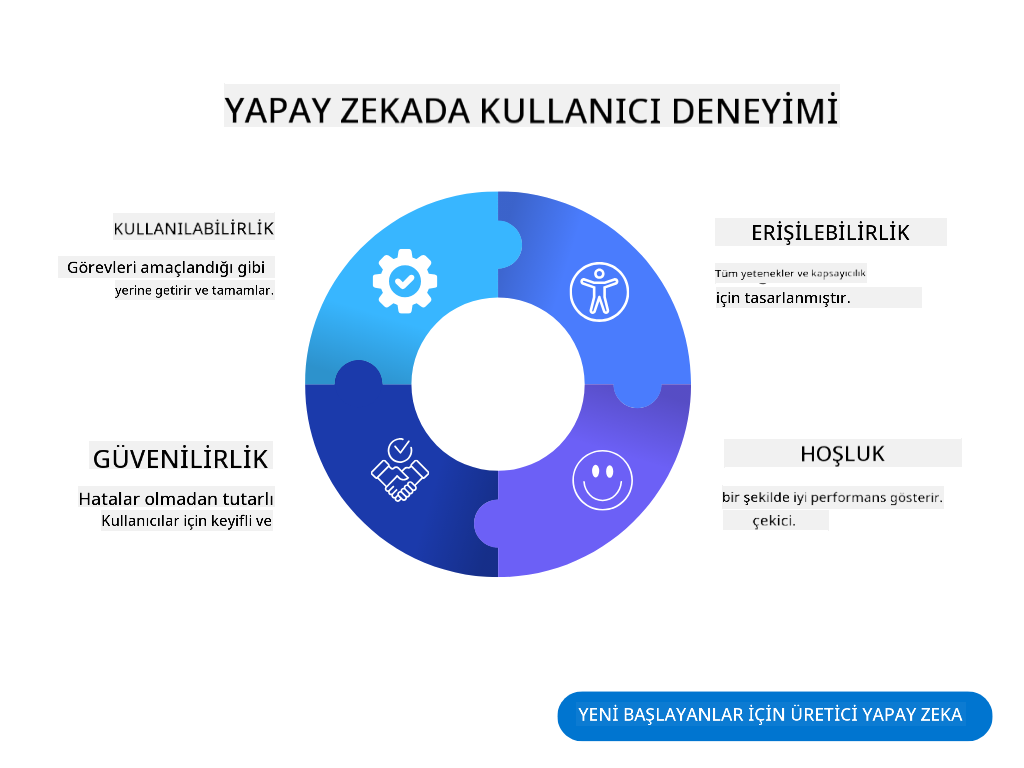 YAPAY ZEKADA KULLANICI DENEYİMİ
KULLANILABİLİRLİK
Görevleri amaçlandığı gibi
yerine getirir ve tamamlar.
ERİŞİLEBİLİRLİK
Tüm yetenekler ve kapsayıcılık
için tasarlanmıştır.
GÜVENİLİRLİK
Hatalar olmadan tutarlı
Kullanıcılar için keyifli ve
HOŞLUK
bir şekilde iyi performans gösterir.
çekici.
YENİ BAŞLAYANLAR İÇİN ÜRETİCİ YAPAY ZEKA